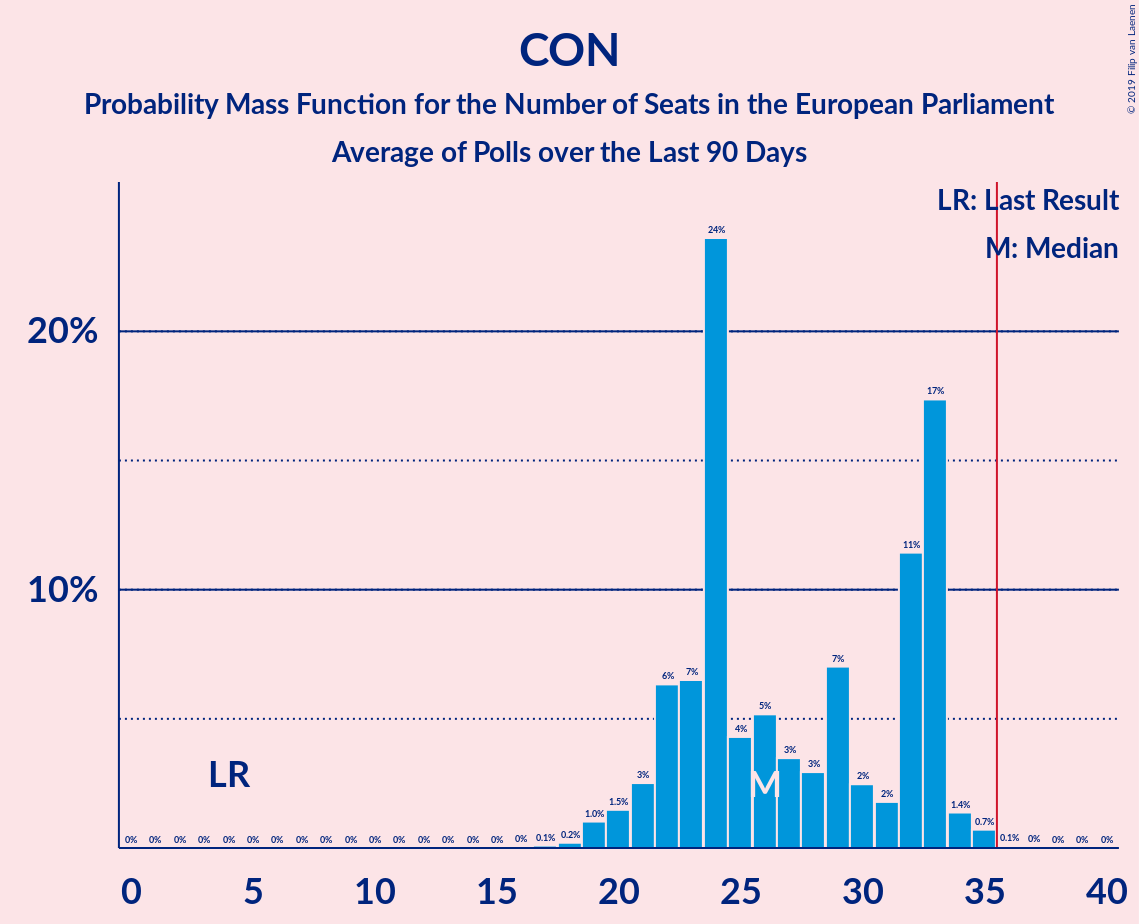 CON
Probability Mass Function for the Number of Seats in the European Parliament
Average of Polls over the Last 90 Days
© 2019 Filip van Laenen
LR: Last Result
M: Median
20%
10%
24%
17%
11%
7%
6% 7%
5%
4%
3% 3%
3%
2%
2%
1.5%
1.4%
1.0%
0.7%
LR
M
0% 0% 0% 0% 0% 0% 0% 0% 0% 0% 0% 0% 0% 0% 0% 0% 0% 0.1% 0.2%
0.1% 0% 0% 0% 0%
0 5 10 15 20 25 30 35 40